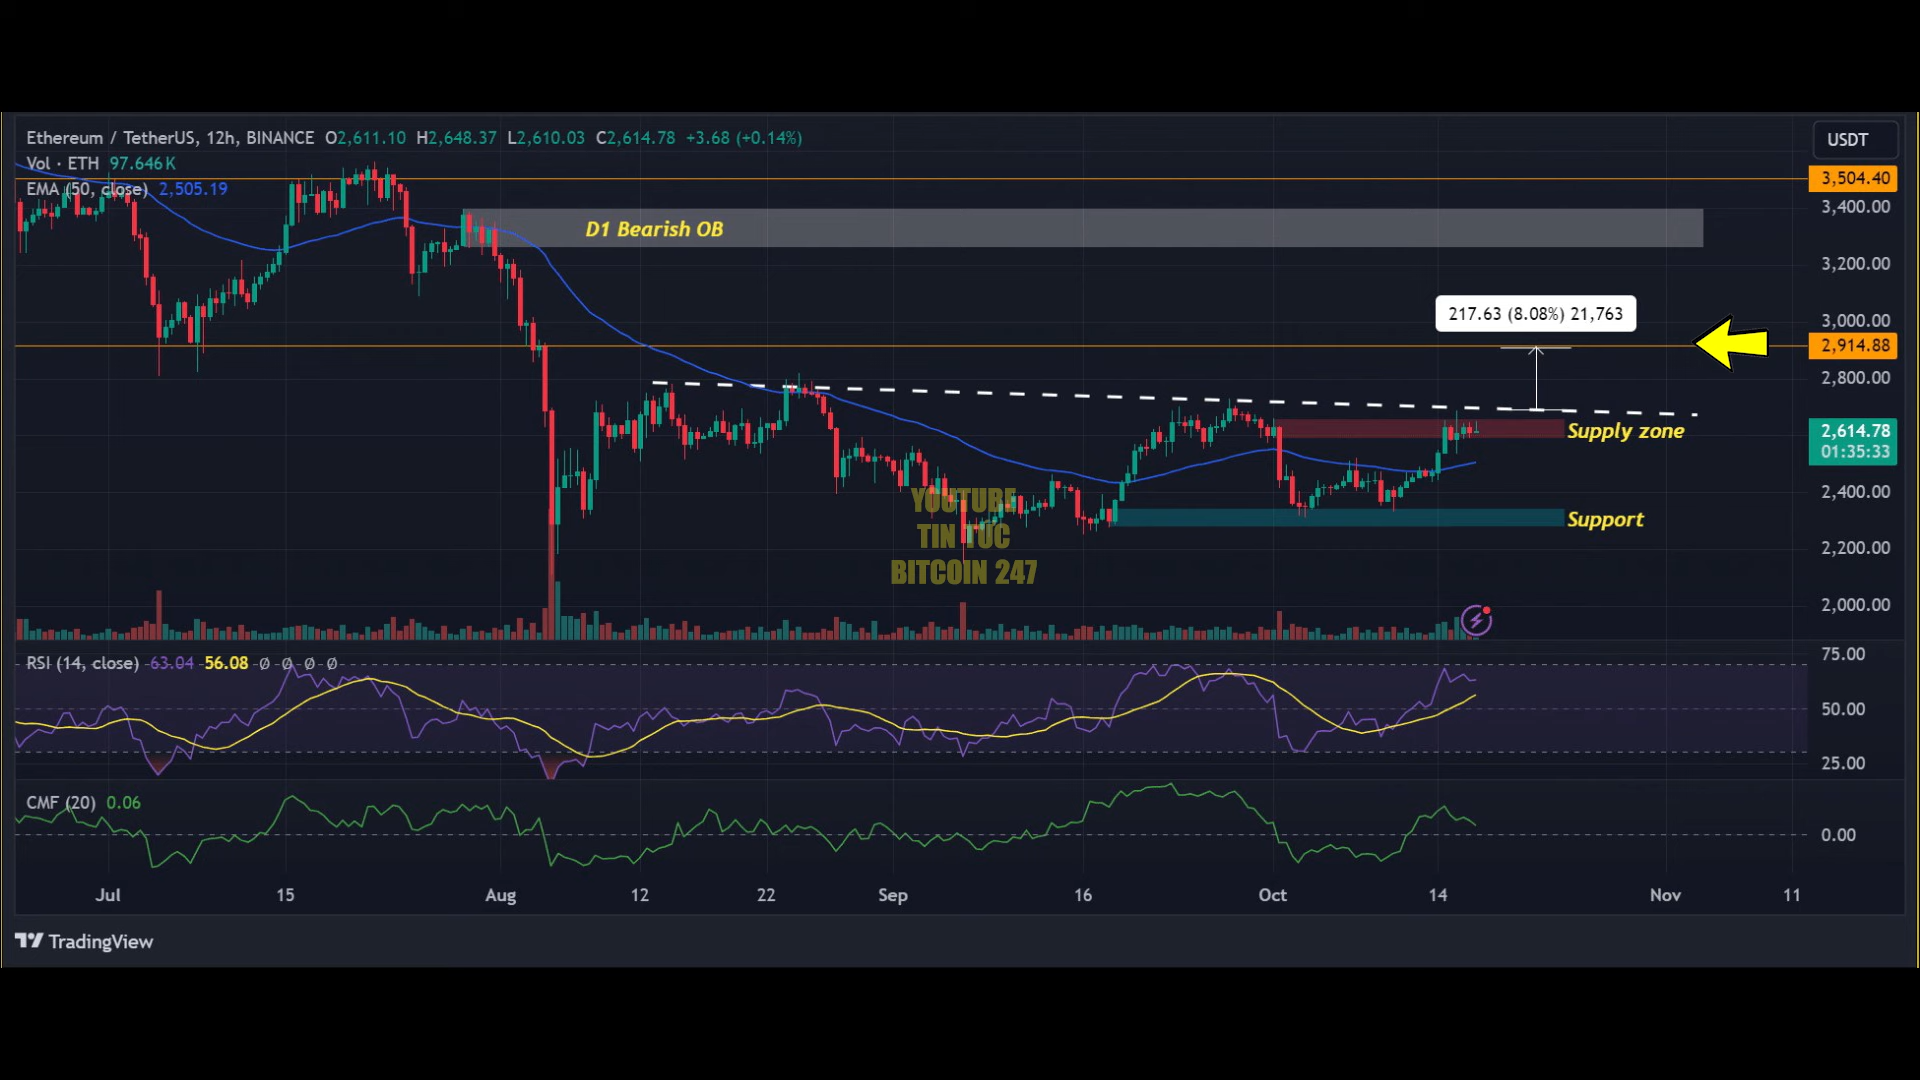 Ethereum / TetherUS, 12h, BINANCE O2,611.10 H2,648.37 L2,610.03 C2,614.78 +3.68 (+0.14%)
USDT
Vol · ETH 97.646K
EMA (50, close) 2,505.19
3,504.40
3,400.00
D1 Bearish OB
3,200.00
217.63 (8.08%) 21,763
3,000.00
2,914.88
2,800.00
Supply zone
2,614.78
01:35:33
2,400.00
YOUTUBE
TIN TUC
BITCOIN 247
Support
2,200.00
2,000.00
RSI (14, close) 63.04 56.08 Ø Ø Ø Ø
75.00
50.00
25.00
CMF (20) 0.06
0.00
Jul 15 Aug 12 22 Sep 16 Oct 14 Nov 11
TradingView